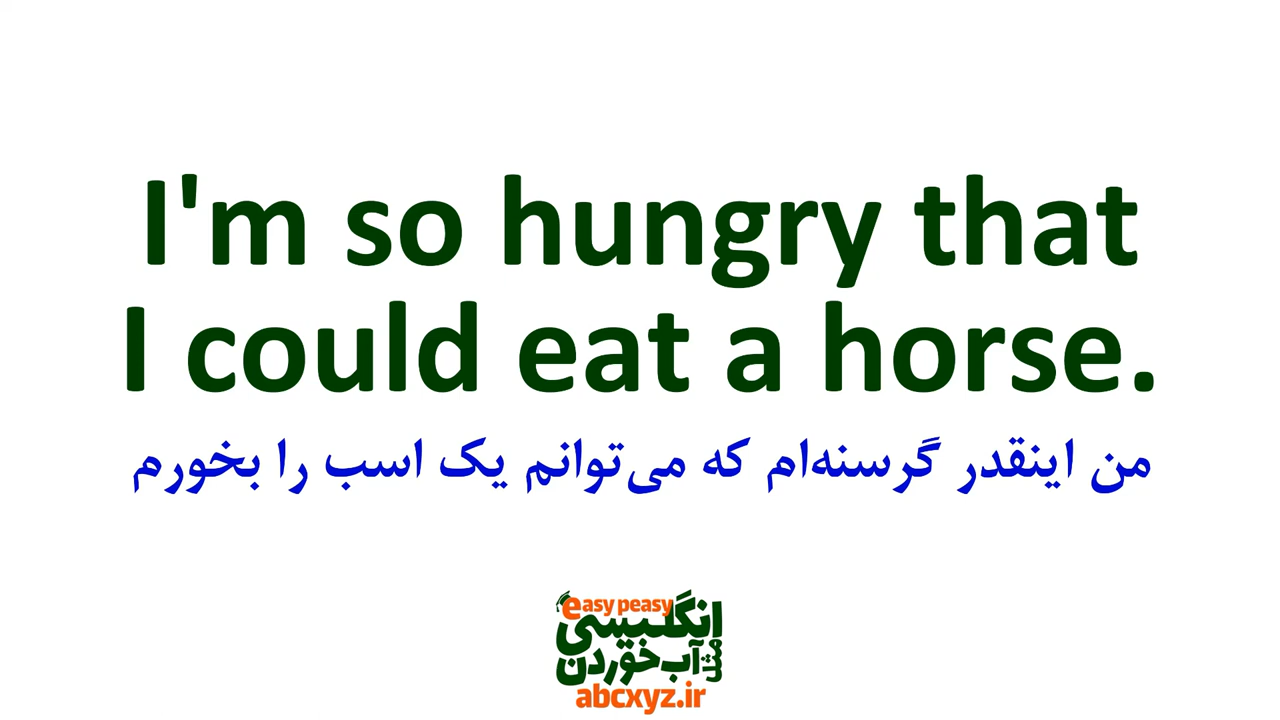 I'm so hungry that
I could eat a horse.
من اینقدر گرسنه‌ام که می‌توانم یک اسب را بخورم
easy peasy
انگلیسی
مثل آب خوردن
abcxyz.ir